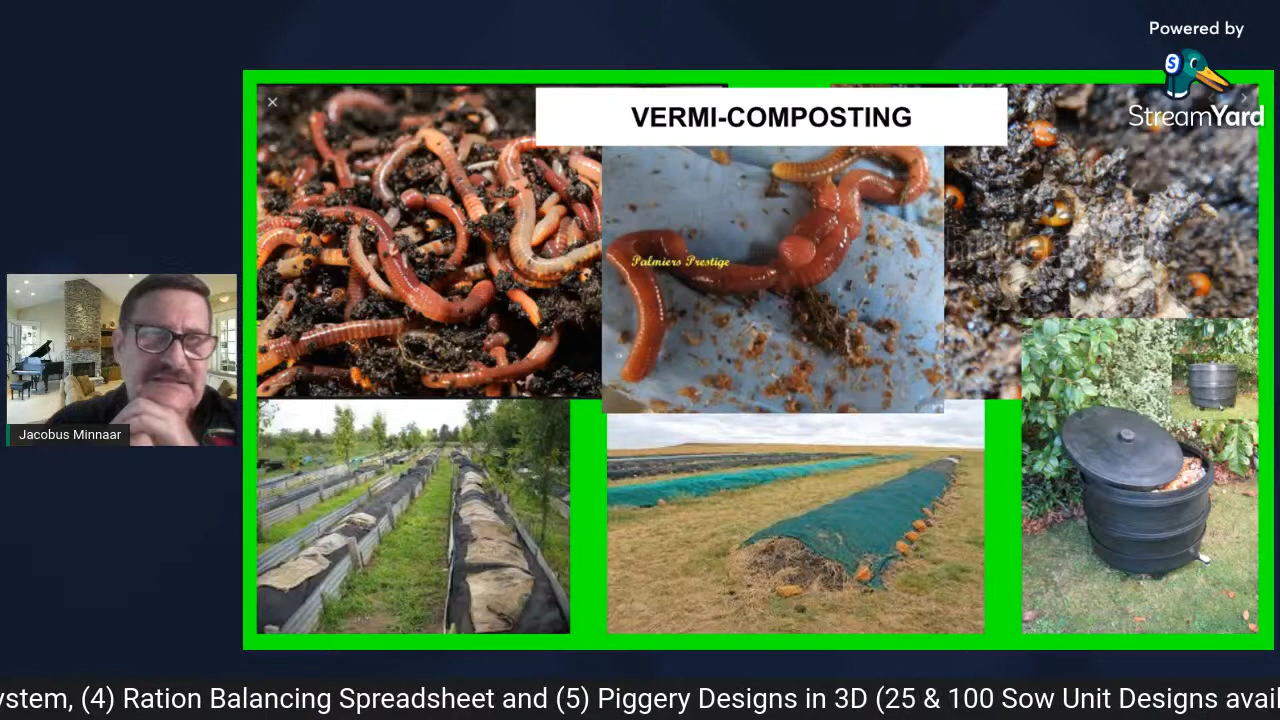 Powered by
StreamYard
VERMI-COMPOSTING
Palmiers Prestige
Jacobus Minnaar
ystem, (4) Ration Balancing Spreadsheet and (5) Piggery Designs in 3D (25 & 100 Sow Unit Designs avai